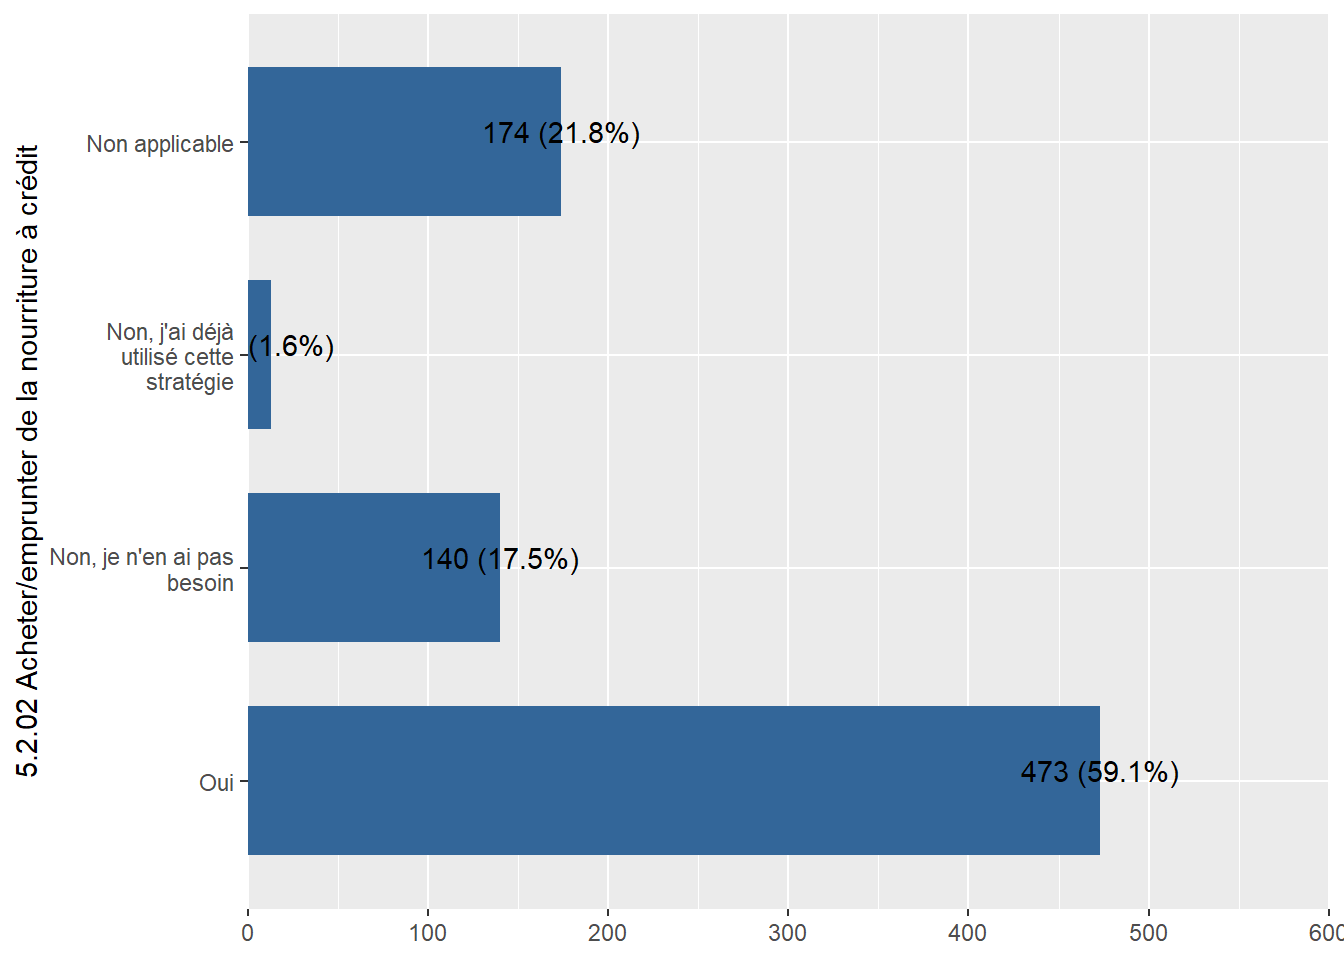 5.2.02 Acheter/emprunter de la nourriture à crédit
Non applicable
174 (21.8%)
Non, j'ai déjà
utilisé cette
stratégie
(1.6%)
Non, je n'en ai pas
besoin
140 (17.5%)
Oui
473 (59.1%)
0 100 200 300 400 500 600